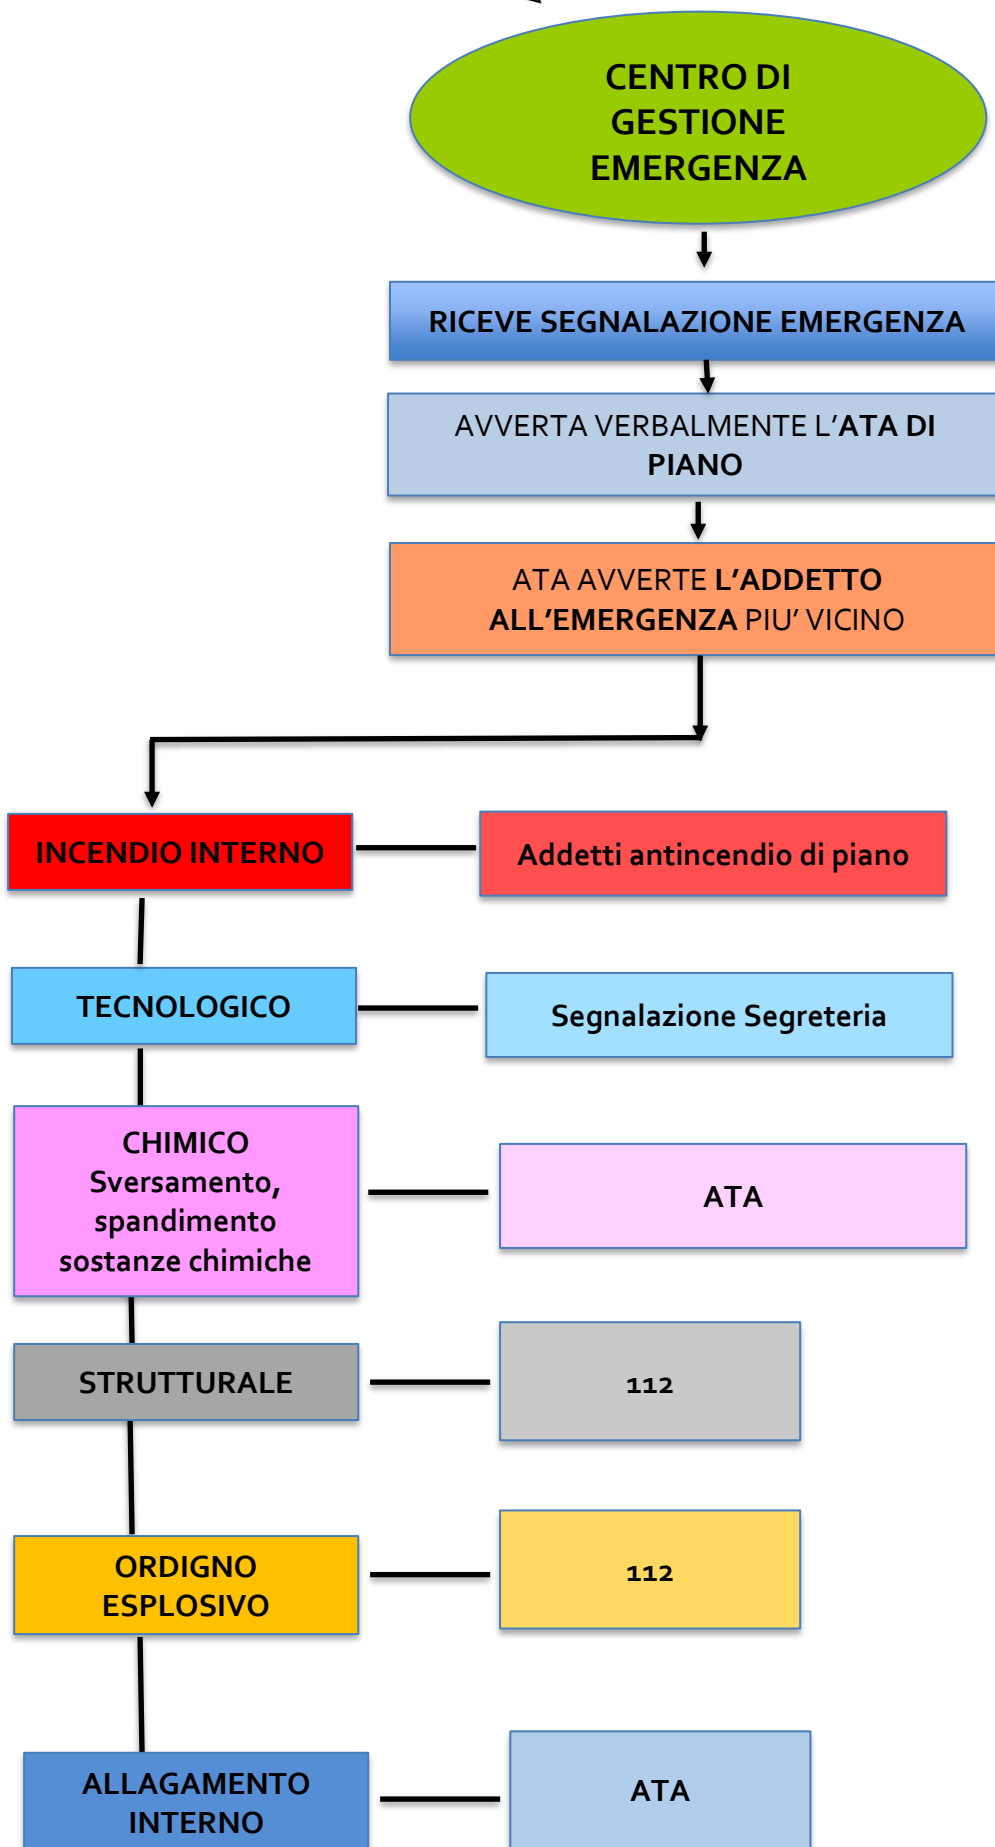 CENTRO DI
GESTIONE
EMERGENZA
RICEVE SEGNALAZIONE EMERGENZA
AVVERTA VERBALMENTE L’ATA DI
PIANO
ATA AVVERTE L’ADDETTO
ALL’EMERGENZA PIU’ VICINO
INCENDIO INTERNO
Addetti antincendio di piano
TECNOLOGICO
Segnalazione Segreteria
CHIMICO
Sversamento,
spandimento
sostanze chimiche
ATA
STRUTTURALE
112
ORDIGNO
ESPLOSIVO
112
ALLAGAMENTO
INTERNO
ATA